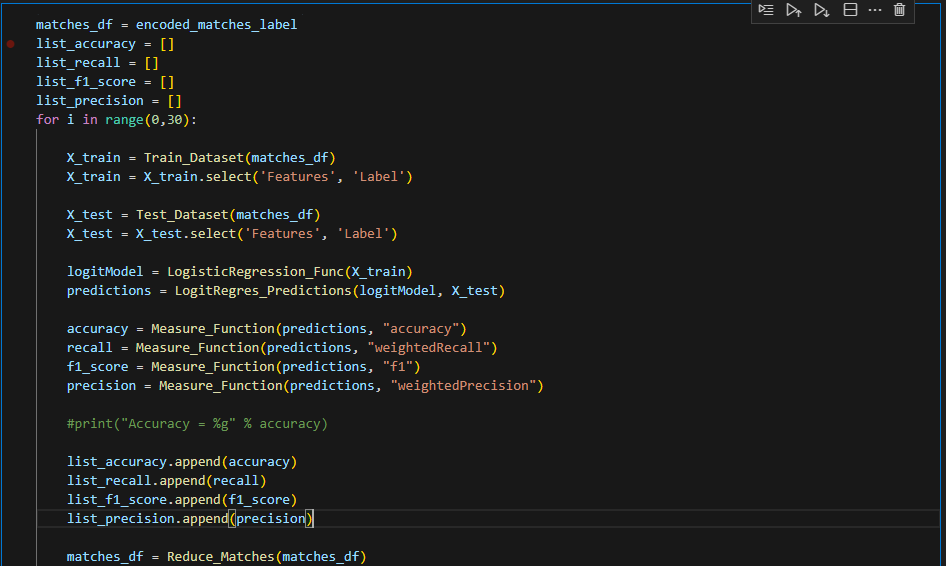 matches_df = encoded_matches_label
list_accuracy = []
list_recall = []
list_f1_score = []
list_precision = []
for i in range(0,30):
    X_train = Train_Dataset(matches_df)
    X_train = X_train.select('Features', 'Label')
    X_test = Test_Dataset(matches_df)
    X_test = X_test.select('Features', 'Label')
    logitModel = LogisticRegression_Func(X_train)
    predictions = LogitRegres_Predictions(logitModel, X_test)
    accuracy = Measure_Function(predictions, "accuracy")
    recall = Measure_Function(predictions, "weightedRecall")
    f1_score = Measure_Function(predictions, "f1")
    precision = Measure_Function(predictions, "weightedPrecision")
    #print("Accuracy = %g" % accuracy)
    list_accuracy.append(accuracy)
    list_recall.append(recall)
    list_f1_score.append(f1_score)
    list_precision.append(precision)
    matches_df = Reduce_Matches(matches_df)